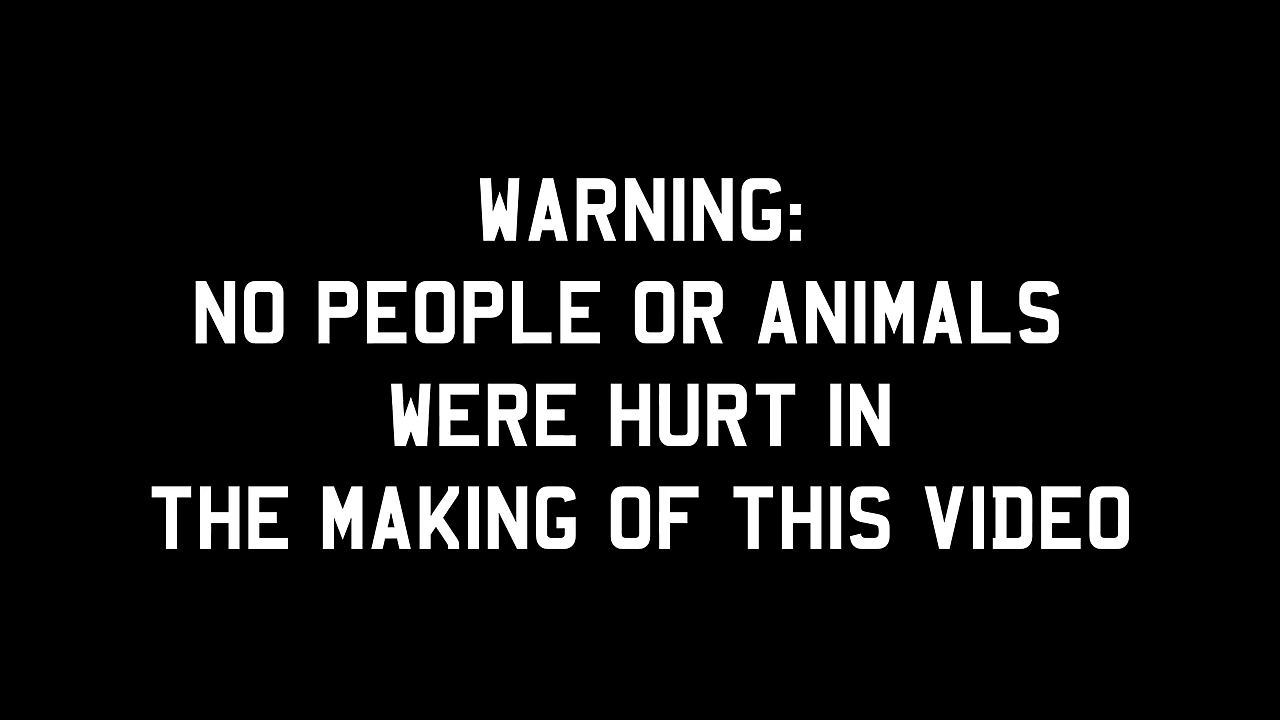 WARNING:
NO PEOPLE OR ANIMALS
WERE HURT IN
THE MAKING OF THIS VIDEO